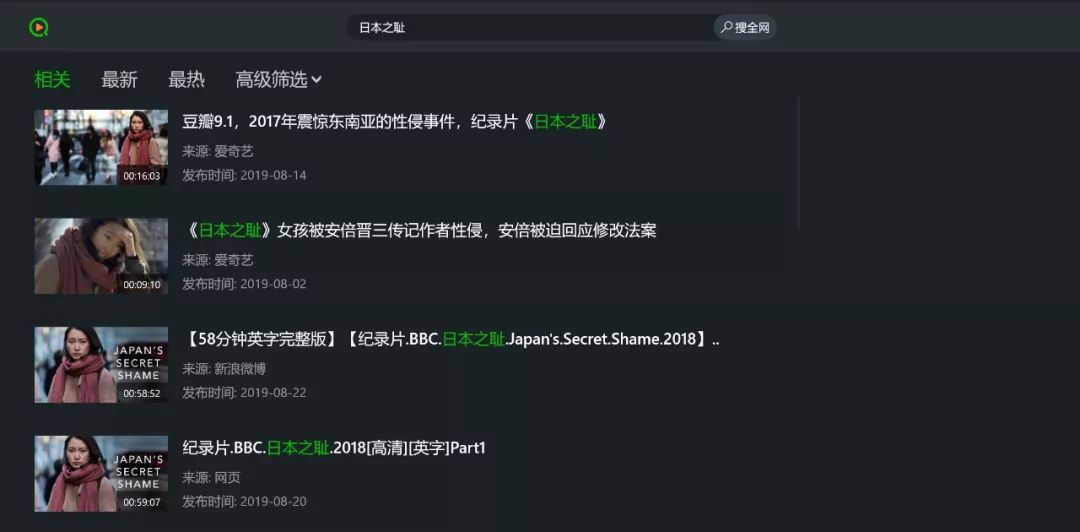 日本之耻
搜全网
相关 最新 最热 高级筛选
豆瓣9.1，2017年震惊东南亚的性侵事件，纪录片《日本之耻》
来源: 爱奇艺
00:16:03
发布时间: 2019-08-14
《日本之耻》女孩被安倍晋三传记作者性侵，安倍被迫回应修改法案
来源: 爱奇艺
00:09:10
发布时间: 2019-08-02
【58分钟英字完整版】【纪录片.BBC.日本之耻.Japan's.Secret.Shame.2018】..
JAPAN'S
SECRET
SHAME
来源: 新浪微博
00:58:52
发布时间: 2019-08-22
纪录片.BBC.日本之耻.2018[高清][英字]Part1
JAPAN'S
SECRET
SHAME
来源: 网页
00:59:07
发布时间: 2019-08-20